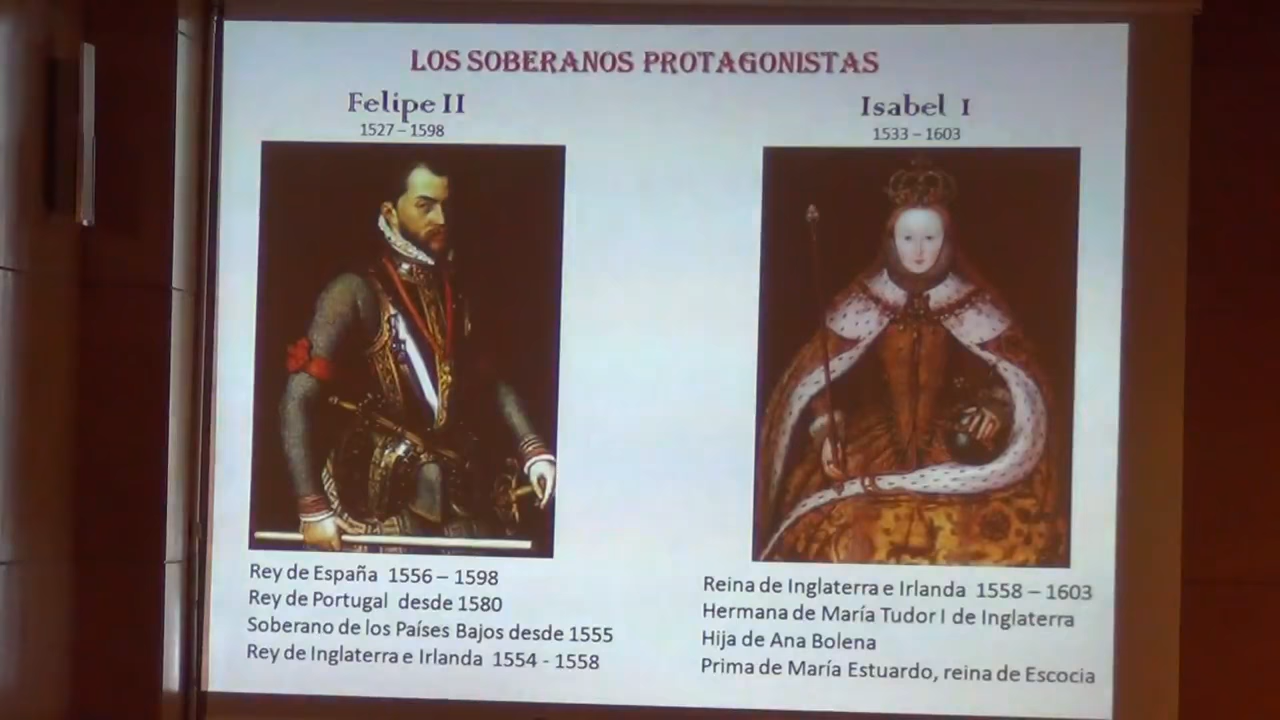 LOS SOBERANOS PROTAGONISTAS
Felipe II
1527 – 1598
Isabel I
1533 – 1603
Rey de España 1556 – 1598
Rey de Portugal desde 1580
Soberano de los Países Bajos desde 1555
Rey de Inglaterra e Irlanda 1554 - 1558
Reina de Inglaterra e Irlanda 1558 – 1603
Hermana de María Tudor I de Inglaterra
Hija de Ana Bolena
Prima de María Estuardo, reina de Escocia